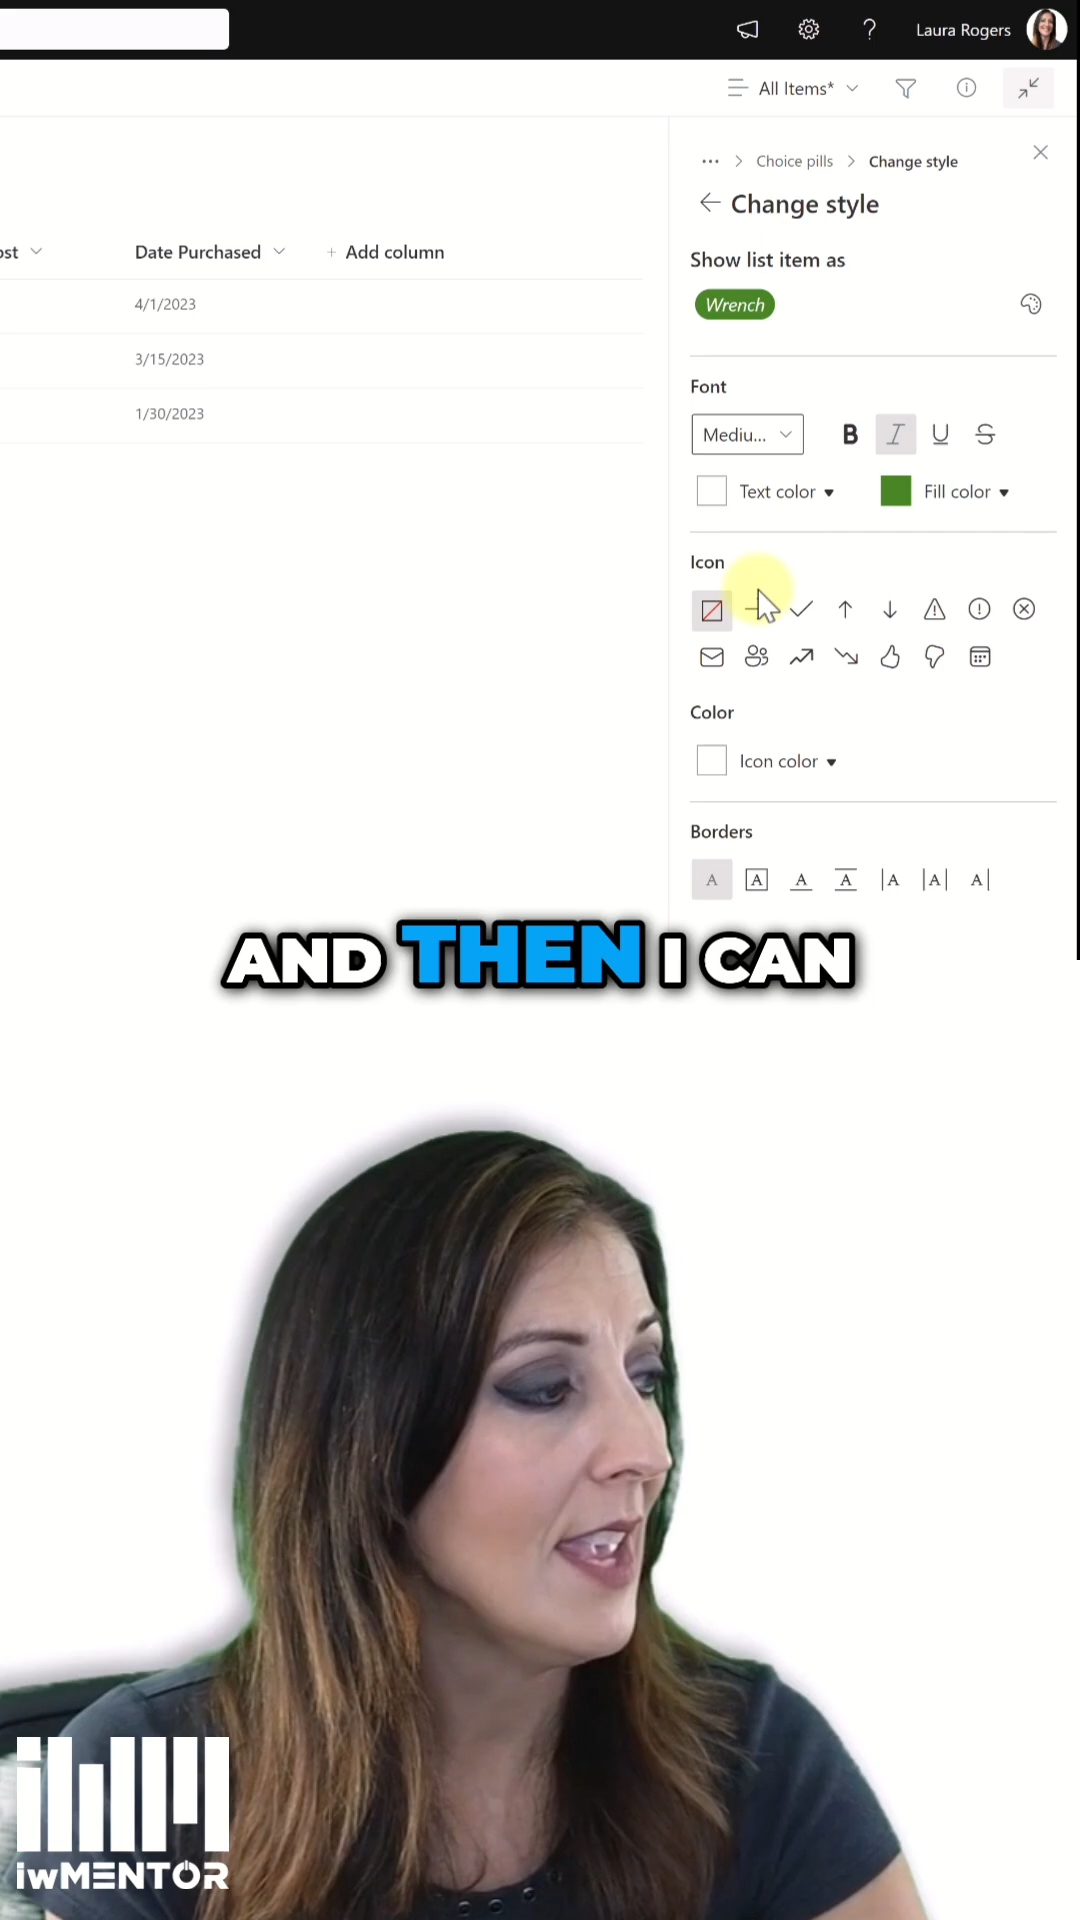 Laura Rogers
All Items*
Choice pills
Change style
Change style
Show list item as
Wrench
ost
Date Purchased
+ Add column
4/1/2023
3/15/2023
1/30/2023
Font
Mediu...
B I U S
Text color
Fill color
Icon
Color
Icon color
Borders
A A A A A A A
AND THEN I CAN
iwMENTOR